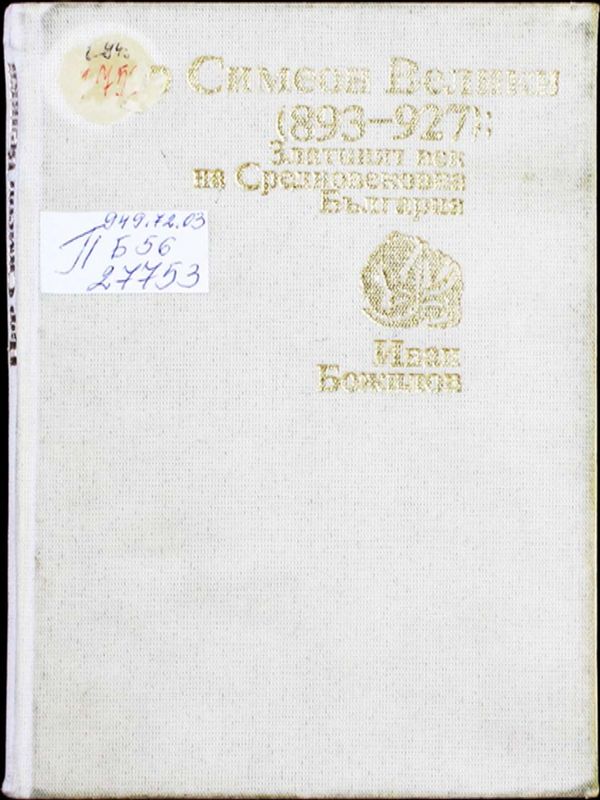 р Симеон Велики
(893–927):
Златният век
на Средновековна
България
949.72.03
П Б 56
27753
Иван
Божилов